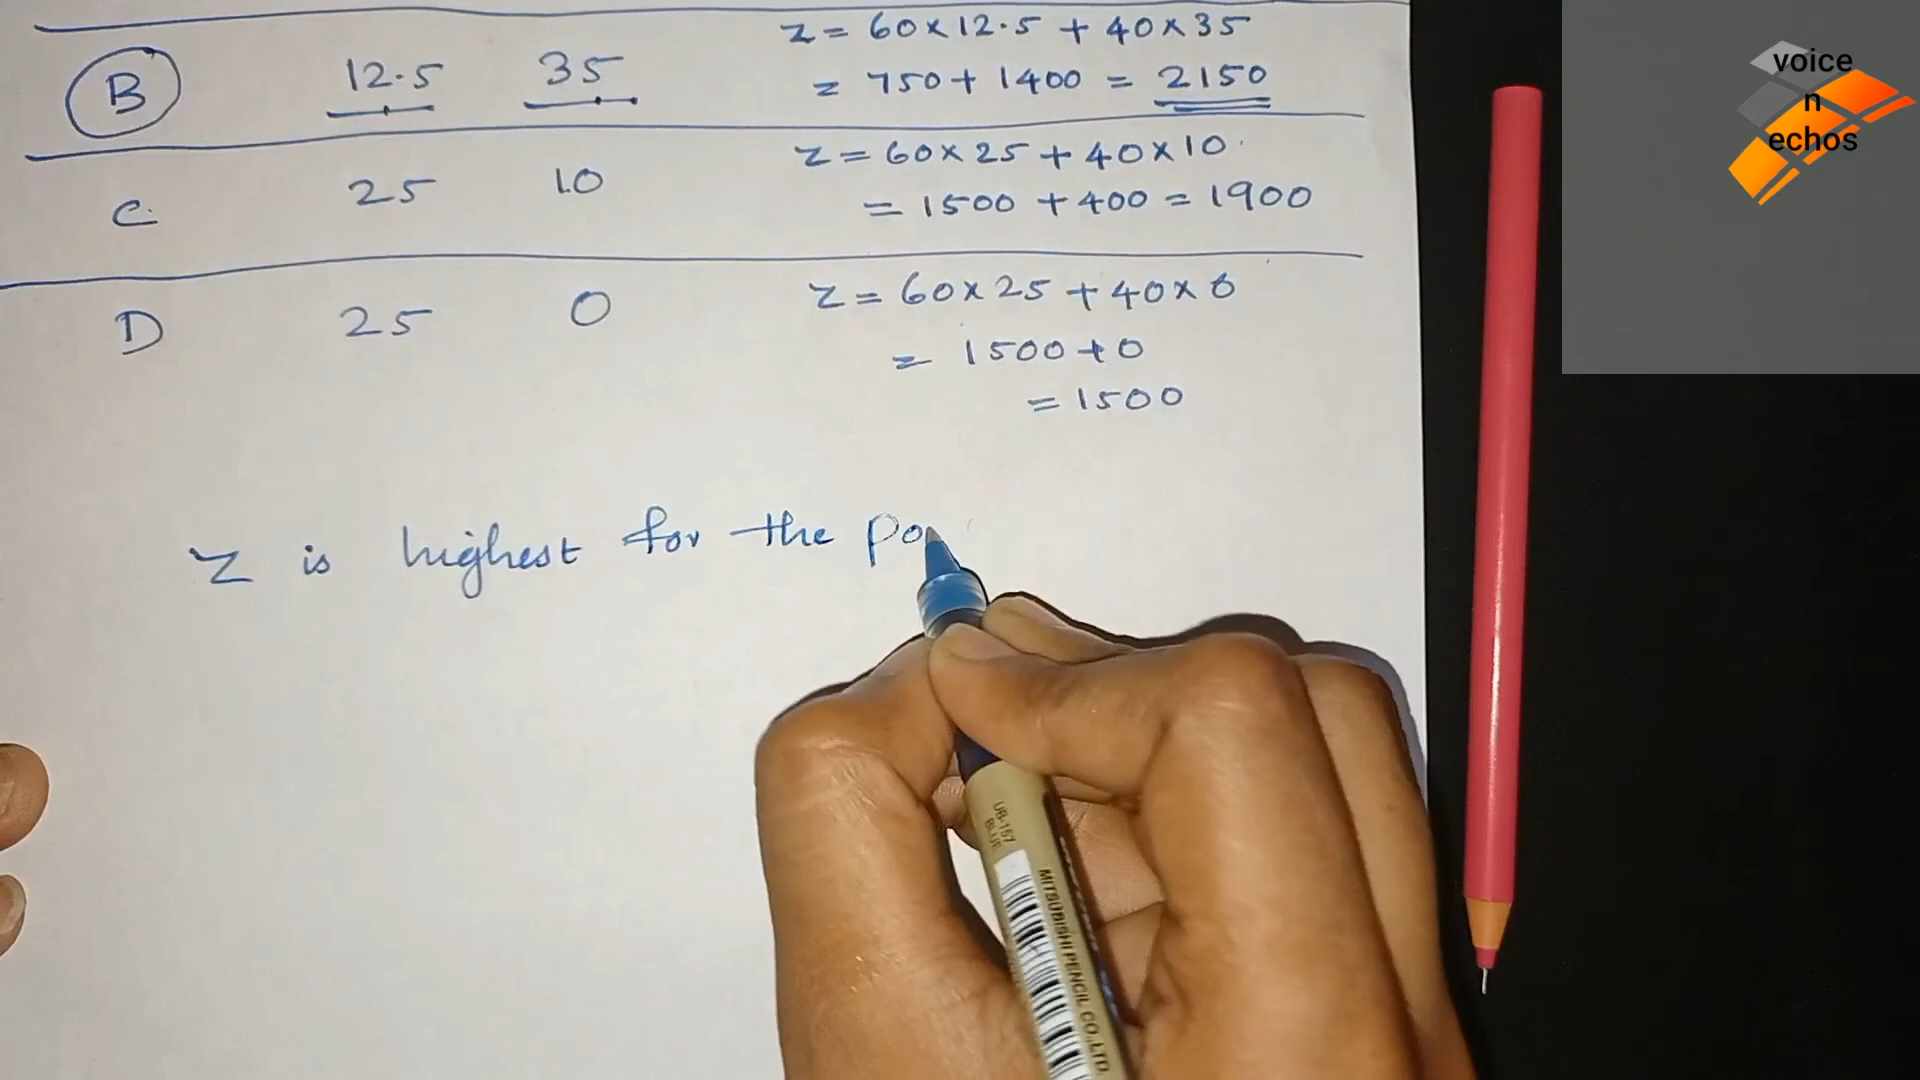 z = 60 x 12.5 + 40 x 35
B 12.5 35
= 750 + 1400 = 2150
z = 60 x 25 + 40 x 10
C. 25 10
= 1500 + 400 = 1900
z = 60 x 25 + 40 x 0
D 25 0
= 1500 + 0
= 1500
Z is highest for the po
voice
n
echos
UB-157
BLUE
MITSUBISHI PENCIL CO.,LTD.